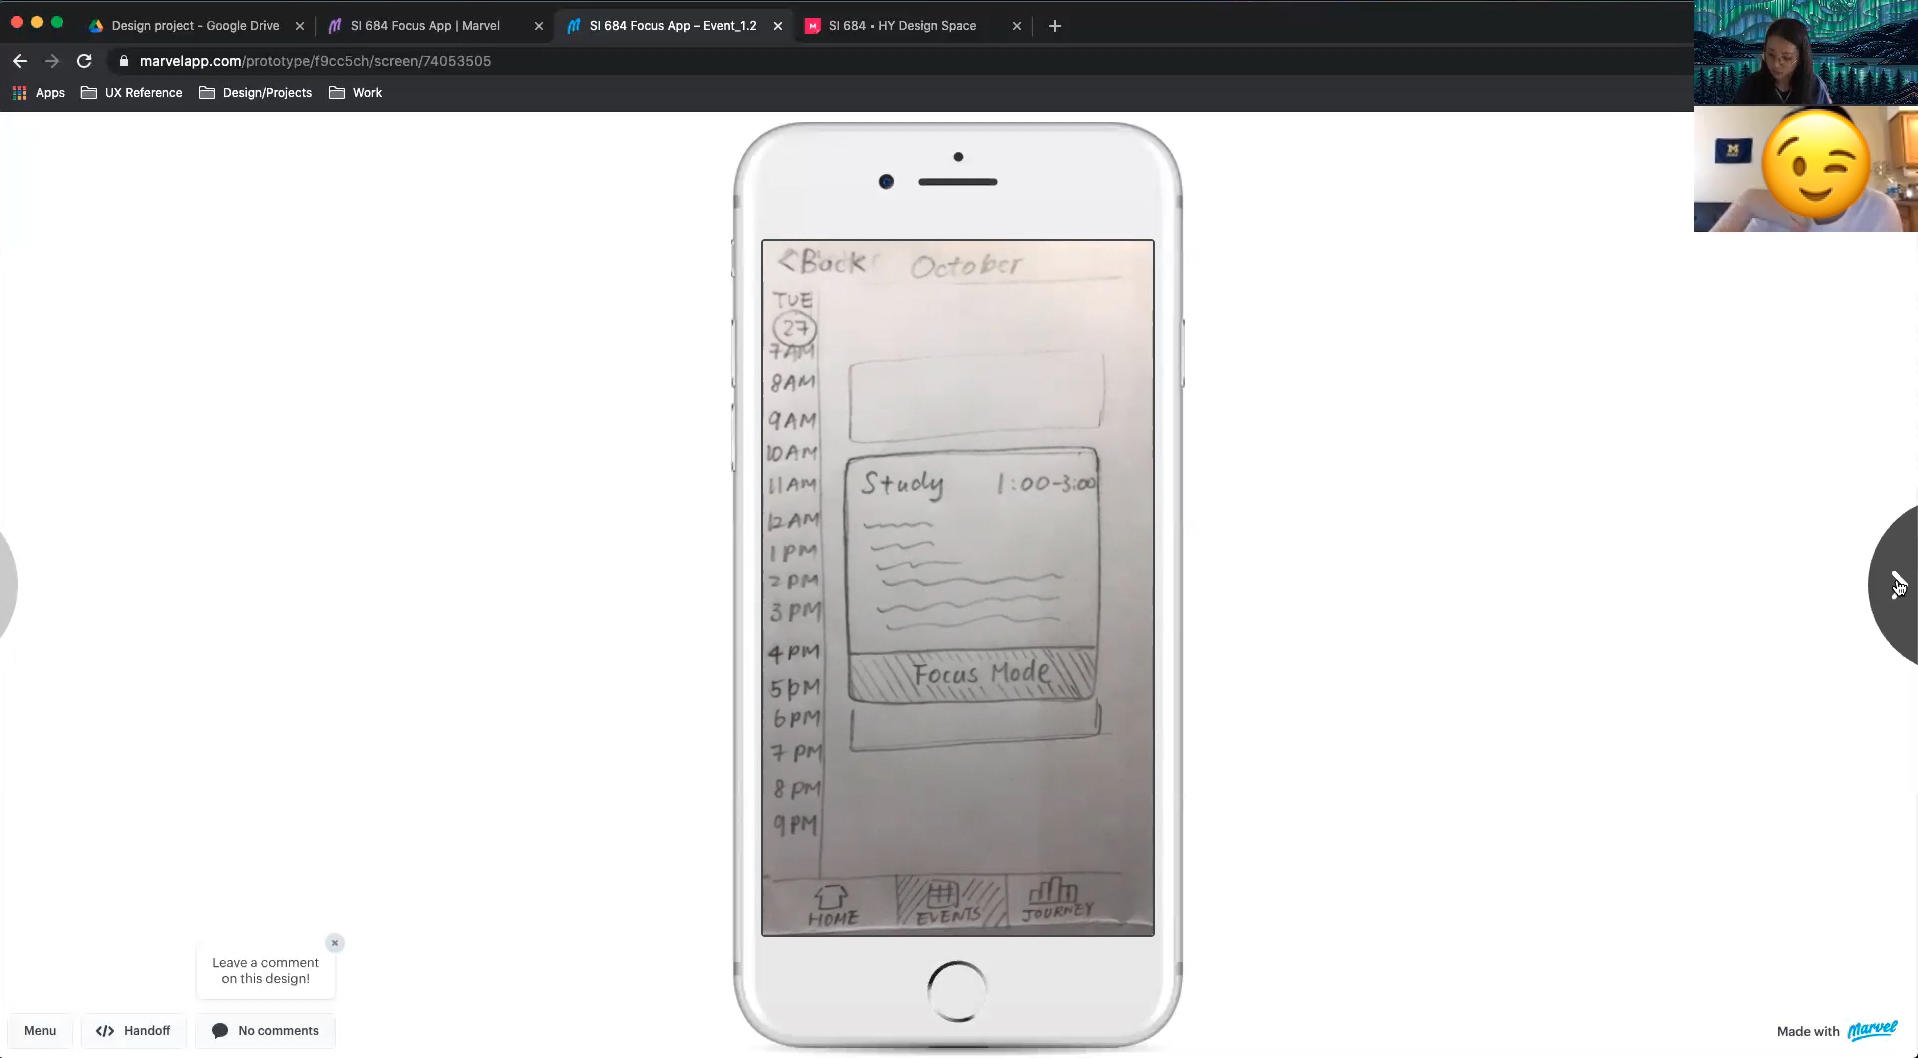 Design project - Google Drive
SI 684 Focus App | Marvel
SI 684 Focus App – Event_1.2
SI 684 • HY Design Space
marvelapp.com/prototype/f9cc5ch/screen/74053505
Apps
UX Reference
Design/Projects
Work
M
<Back October
TUE
27
7AM
8AM
9AM
10AM
11AM
12AM
1PM
2PM
3PM
4PM
5PM
6PM
7PM
8PM
9PM
Study 1:00-3:00
Focus Mode
HOME
EVENTS
JOURNEY
Leave a comment
on this design!
Menu
</> Handoff
No comments
Made with Marvel